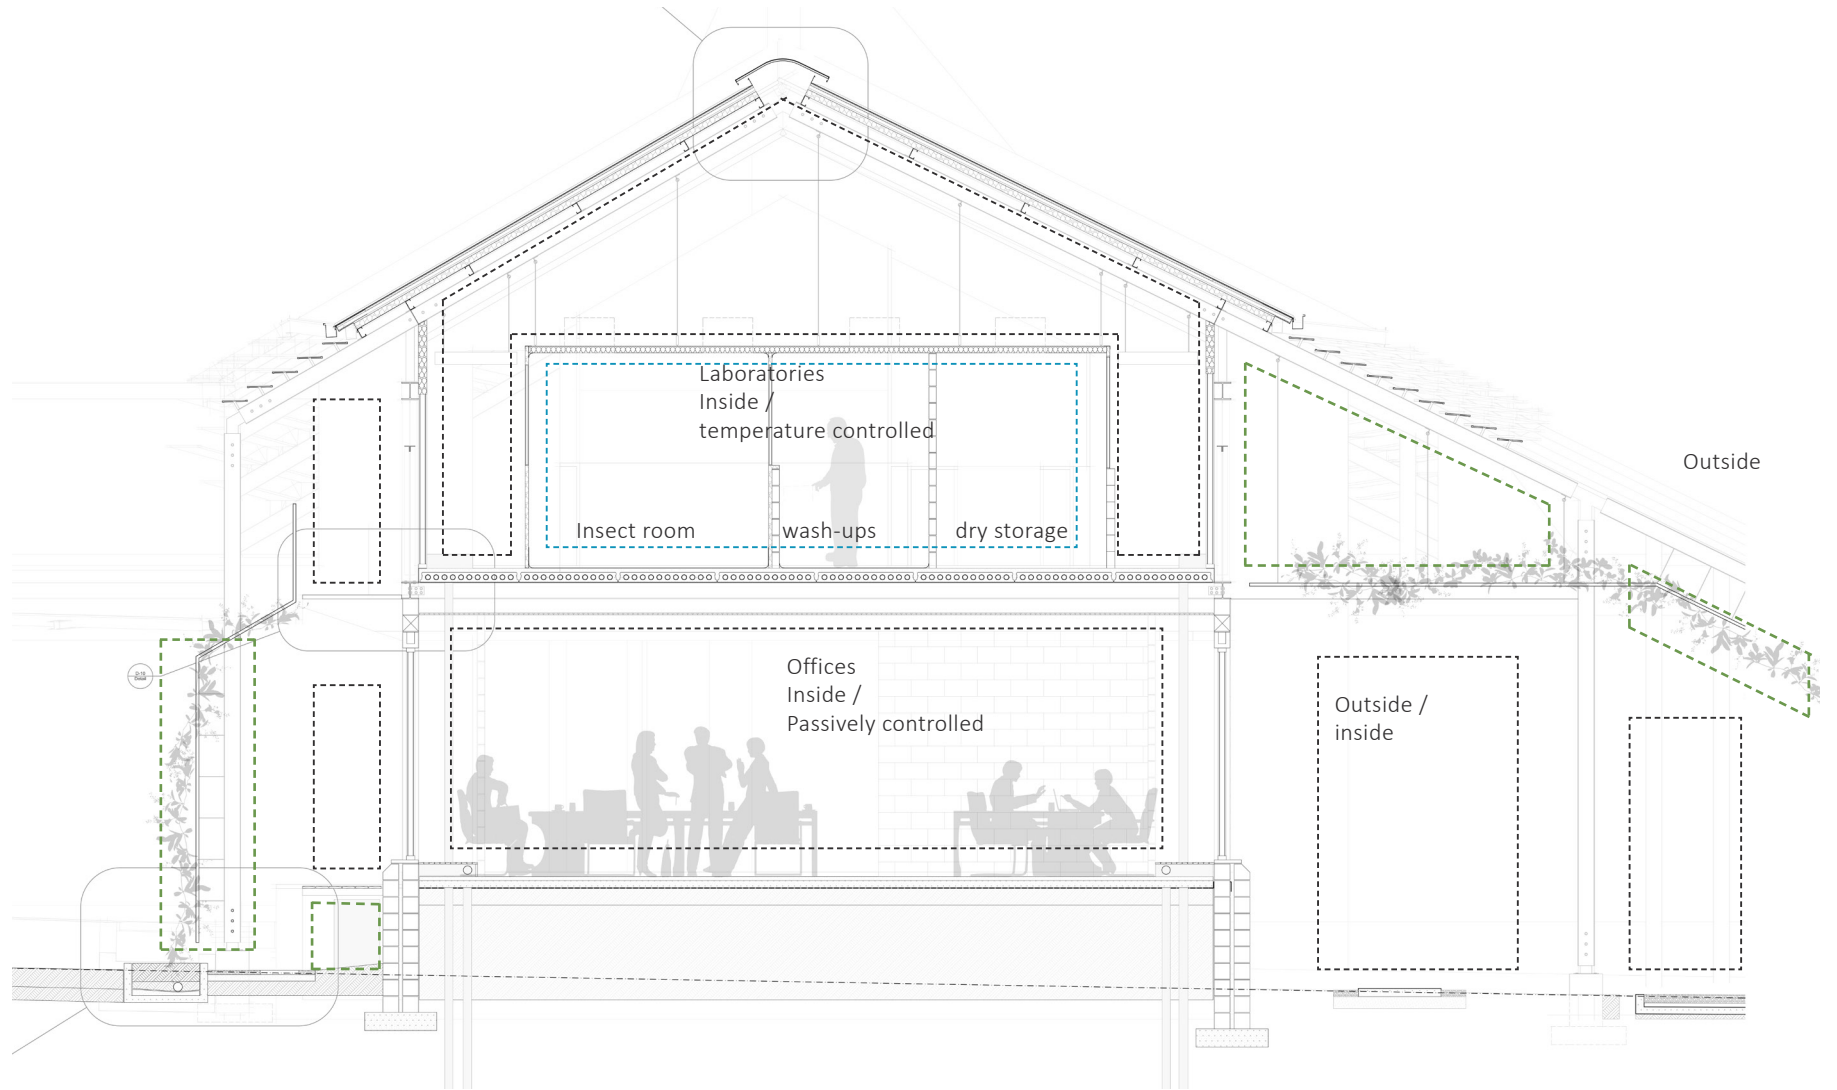 Laboratories
Inside /
temperature controlled
Outside
Insect room
wash-ups
dry storage
Offices
Inside /
Passively controlled
Outside /
inside